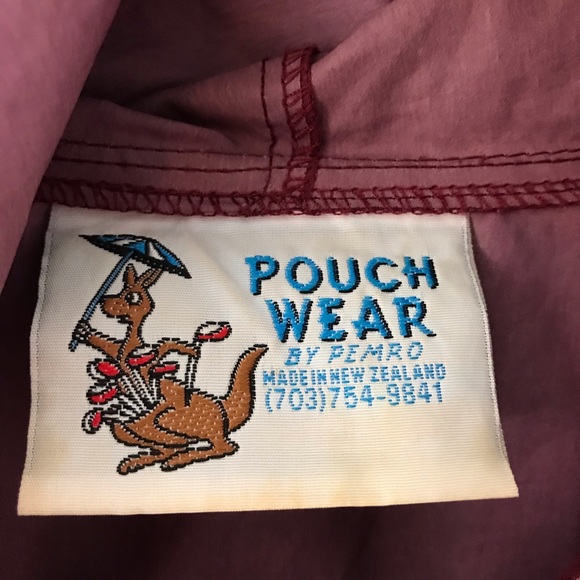 POUCH
WEAR
BY PEMRO
MADE IN NEW ZEALAND
(703)754-9841